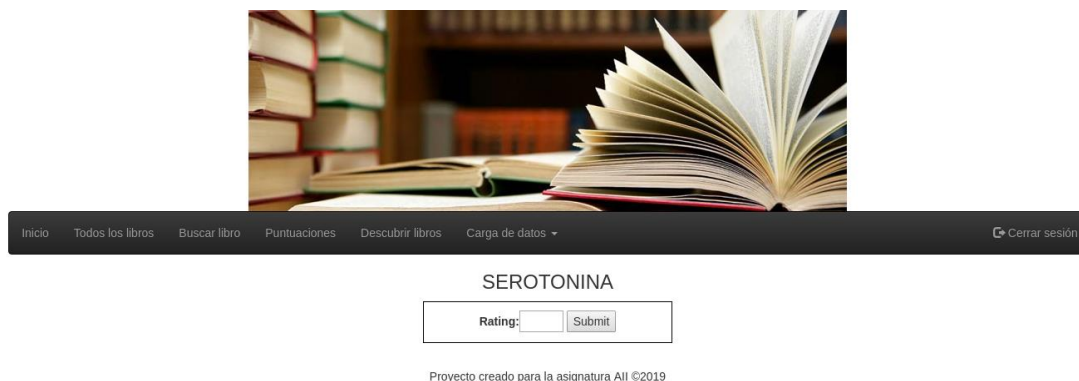 Inicio Todos los libros Buscar libro Puntuaciones Descubrir libros Carga de datos Cerrar sesión
SEROTONINA
Rating: Submit
Proyecto creado para la asignatura AII ©2019